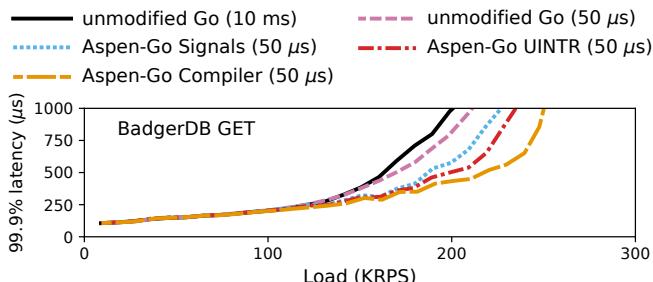 unmodified Go (10 ms)
unmodified Go (50 µs)
Aspen-Go Signals (50 µs)
Aspen-Go UINTR (50 µs)
Aspen-Go Compiler (50 µs)
99.9% latency (µs)
1000
750
500
250
0
BadgerDB GET
0
100
200
300
Load (KRPS)